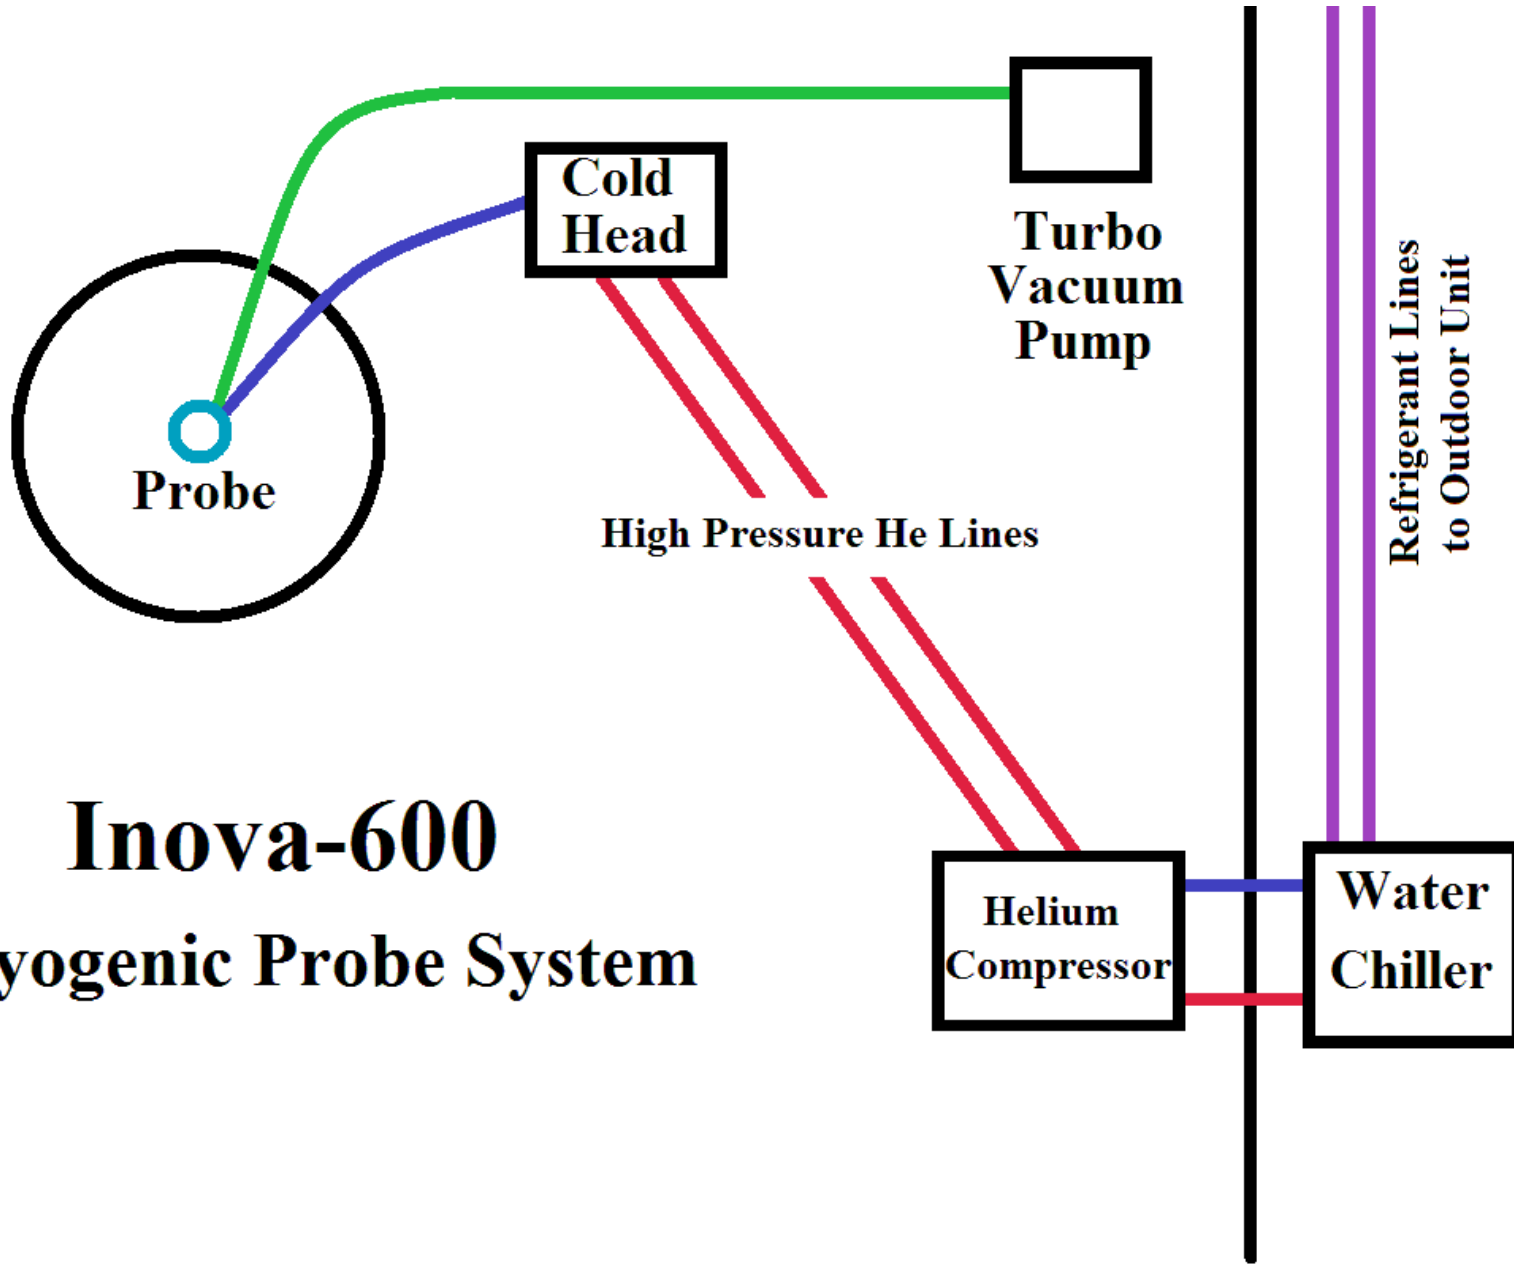 Cold
Head
Turbo
Vacuum
Pump
Refrigerant Lines
to Outdoor Unit
Probe
High Pressure He Lines
Inova-600
yogenic Probe System
Helium
Compressor
Water
Chiller